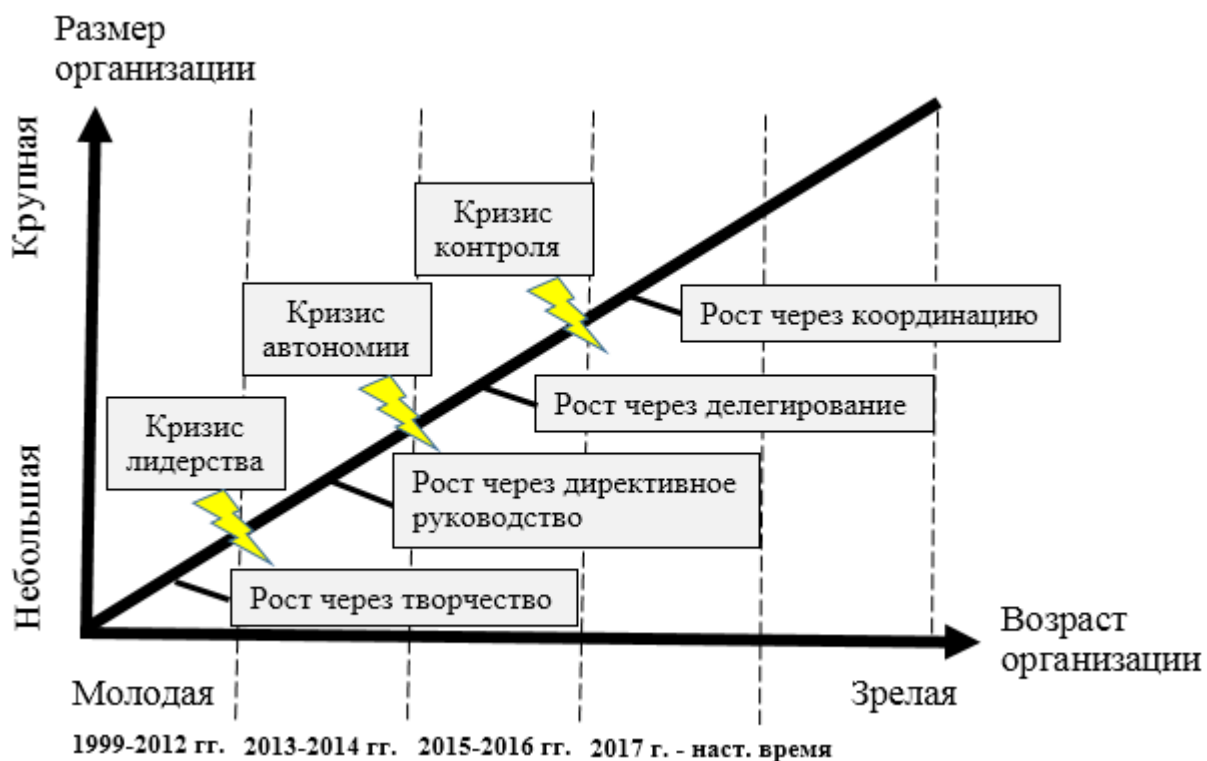 Размер
организации
Крупная
Небольшая
Кризис
контроля
Кризис
автономии
Кризис
лидерства
Рост через координацию
Рост через делегирование
Рост через директивное
руководство
Рост через творчество
Возраст
организации
Молодая
Зрелая
1999-2012 гг.
2013-2014 гг.
2015-2016 гг.
2017 г. - наст. время